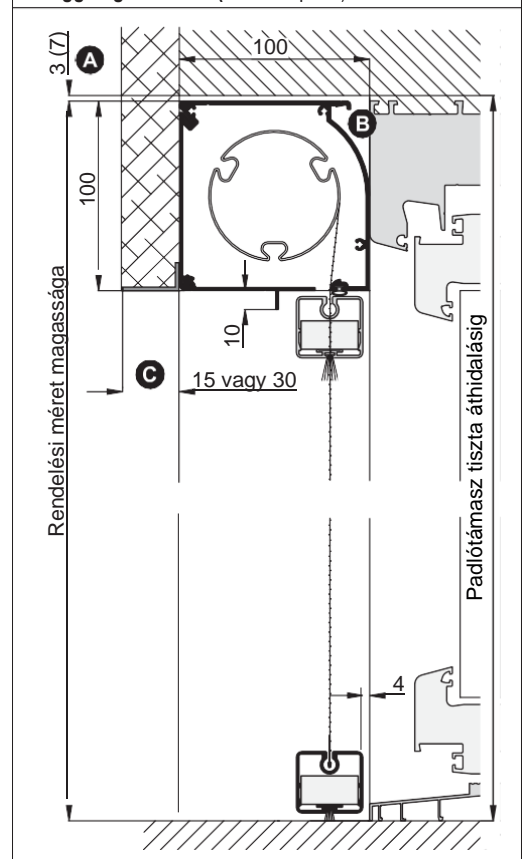 100
3 (7)
A
B
100
Rendelési méret magassága
10
C
15 vagy 30
Padlótámasz tiszta áthidalásig
4